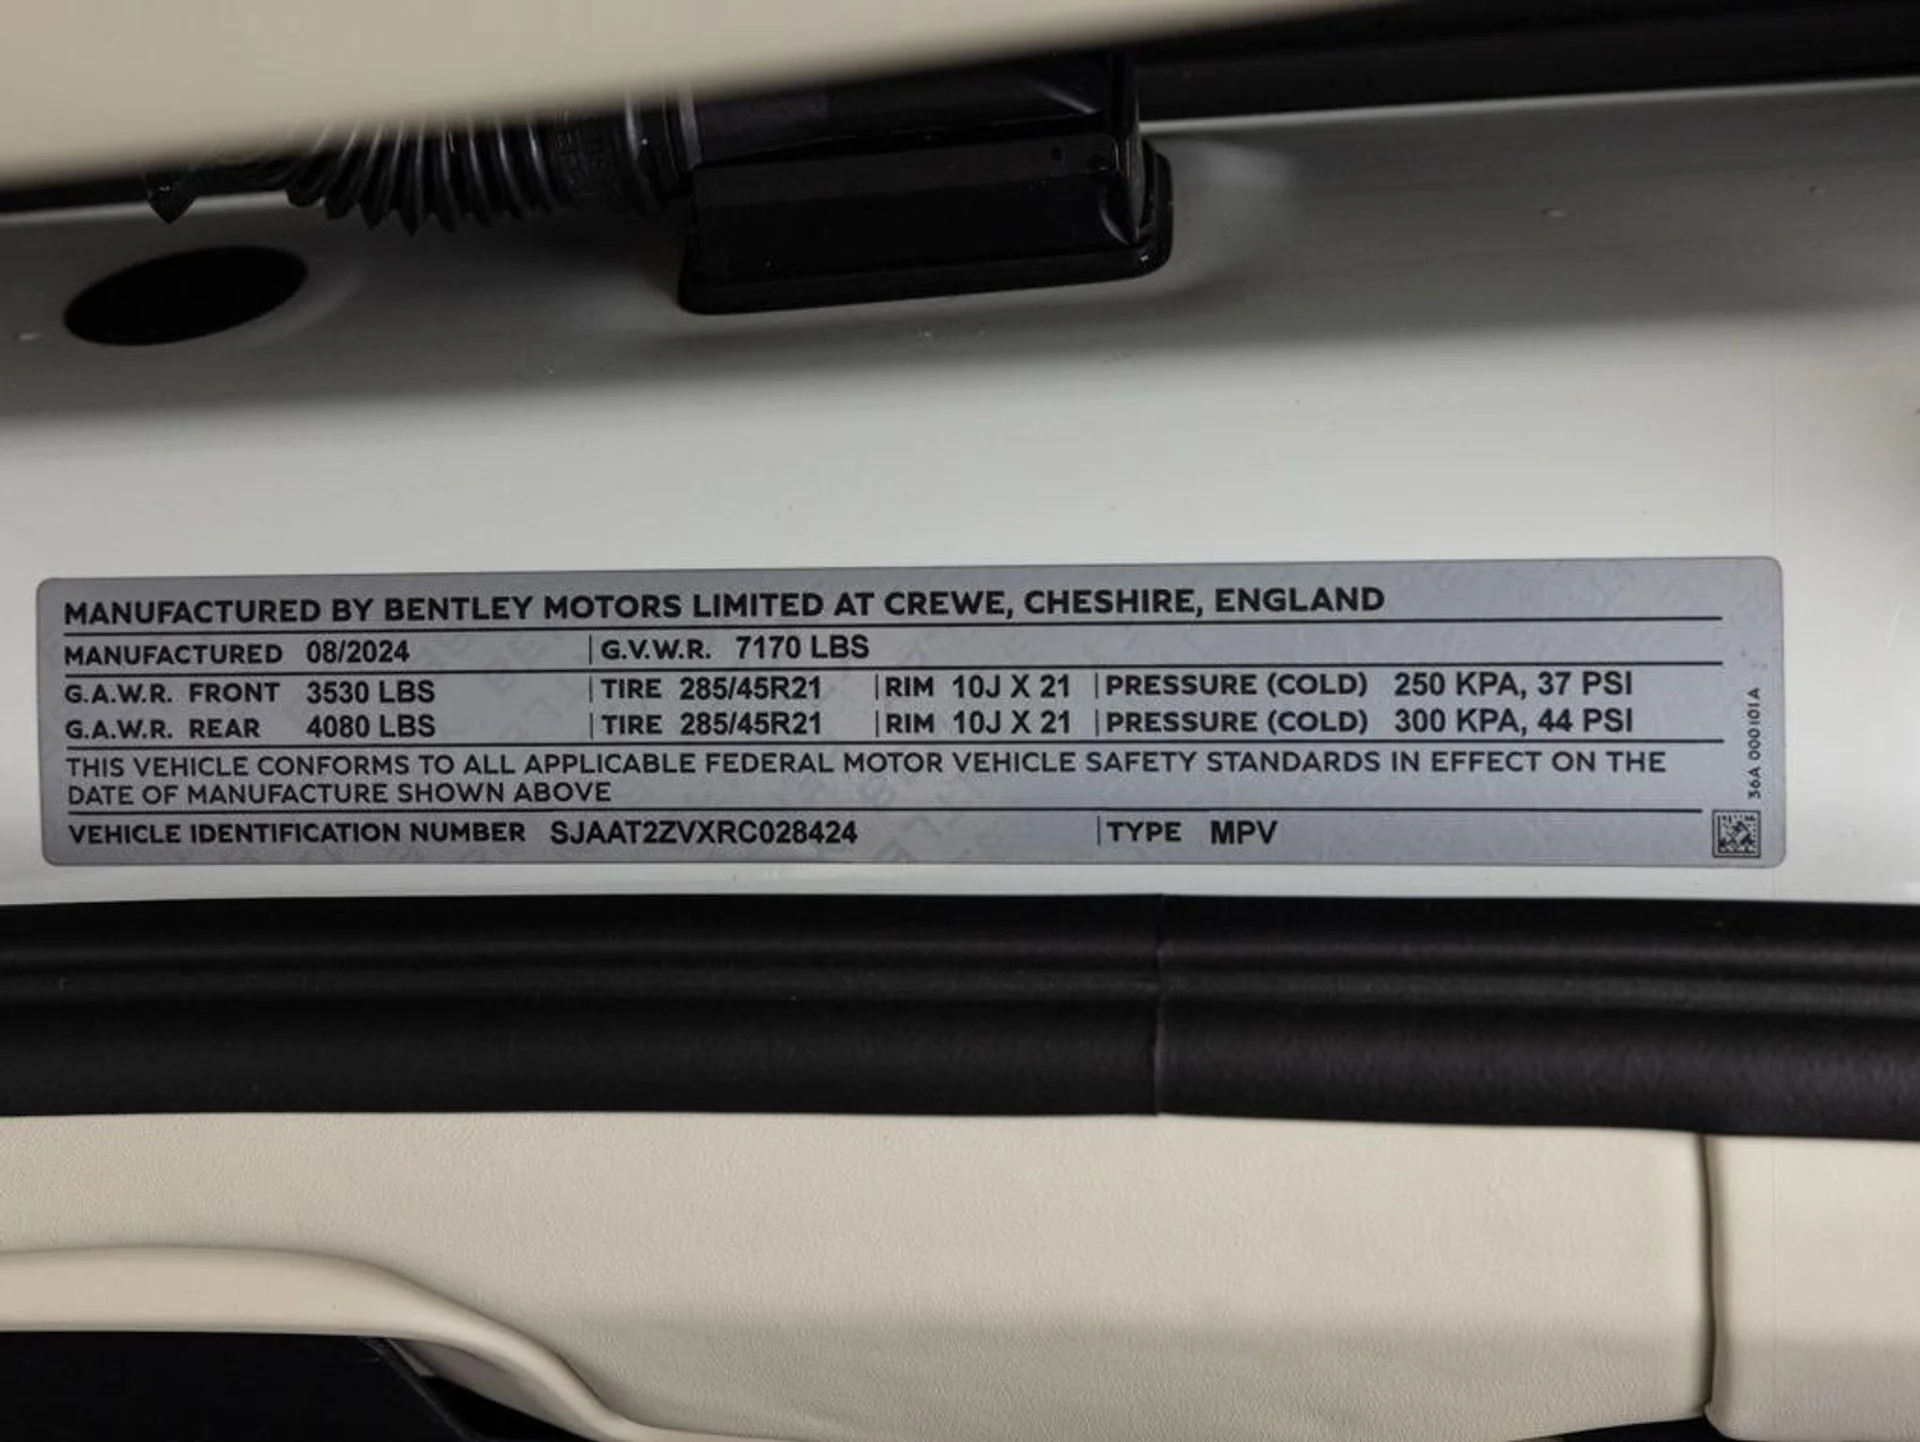 MANUFACTURED BY BENTLEY MOTORS LIMITED AT CREWE, CHESHIRE, ENGLAND
MANUFACTURED 08/2024 G.V.W.R. 7170 LBS
G.A.W.R. FRONT 3530 LBS TIRE 285/45R21 RIM 10J X 21 PRESSURE (COLD) 250 KPA, 37 PSI
G.A.W.R. REAR 4080 LBS TIRE 285/45R21 RIM 10J X 21 PRESSURE (COLD) 300 KPA, 44 PSI
THIS VEHICLE CONFORMS TO ALL APPLICABLE FEDERAL MOTOR VEHICLE SAFETY STANDARDS IN EFFECT ON THE
DATE OF MANUFACTURE SHOWN ABOVE
VEHICLE IDENTIFICATION NUMBER SJAAT2ZVXRC028424 TYPE MPV
36A 000101A